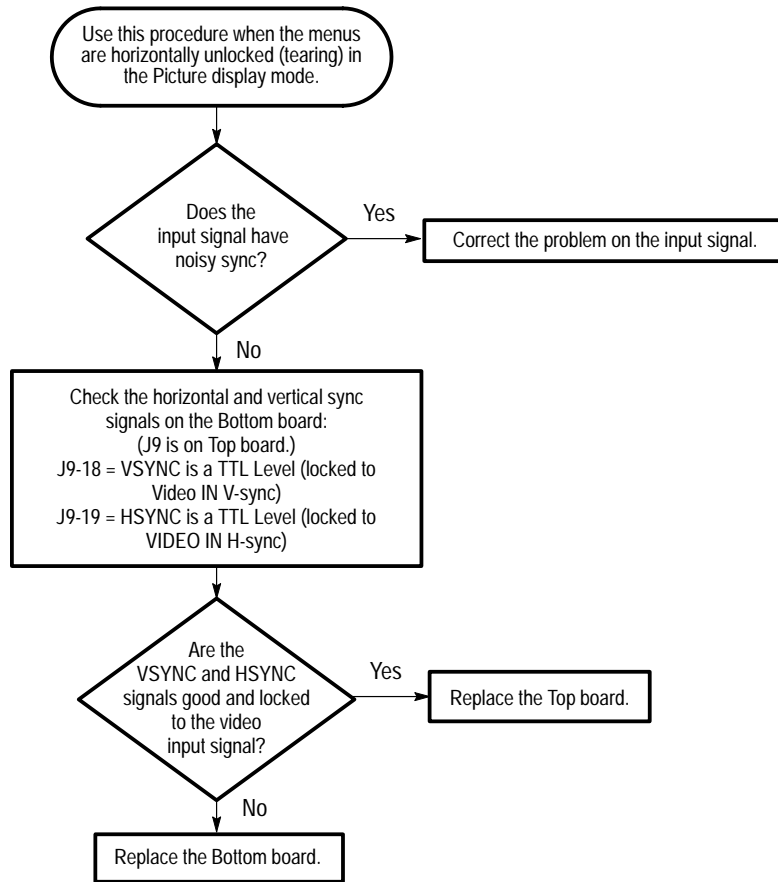 Use this procedure when the menus
are horizontally unlocked (tearing) in
the Picture display mode.
Does the
input signal have
noisy sync?
Yes
Correct the problem on the input signal.
No
Check the horizontal and vertical sync
signals on the Bottom board:
(J9 is on Top board.)
J9-18 = VSYNC is a TTL Level (locked to
Video IN V-sync)
J9-19 = HSYNC is a TTL Level (locked to
VIDEO IN H-sync)
Are the
VSYNC and HSYNC
signals good and locked
to the video
input signal?
Yes
Replace the Top board.
No
Replace the Bottom board.